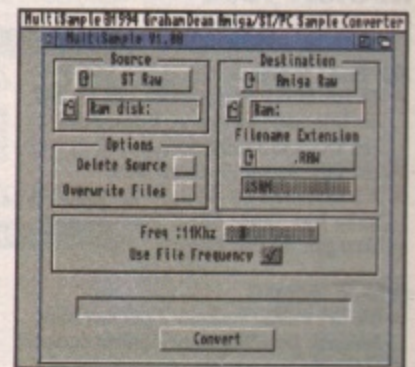 MultiSample ©1994 GrahamDean Amiga/ST/PC Sample Converter
MultiSample V1.00
Source
ST Raw
Ram disk:
Options
Delete Source
Overwrite Files
Destination
Amiga Raw
Ram:
Filename Extension
.RAW
Freq :11Khz
Use File Frequency
Convert